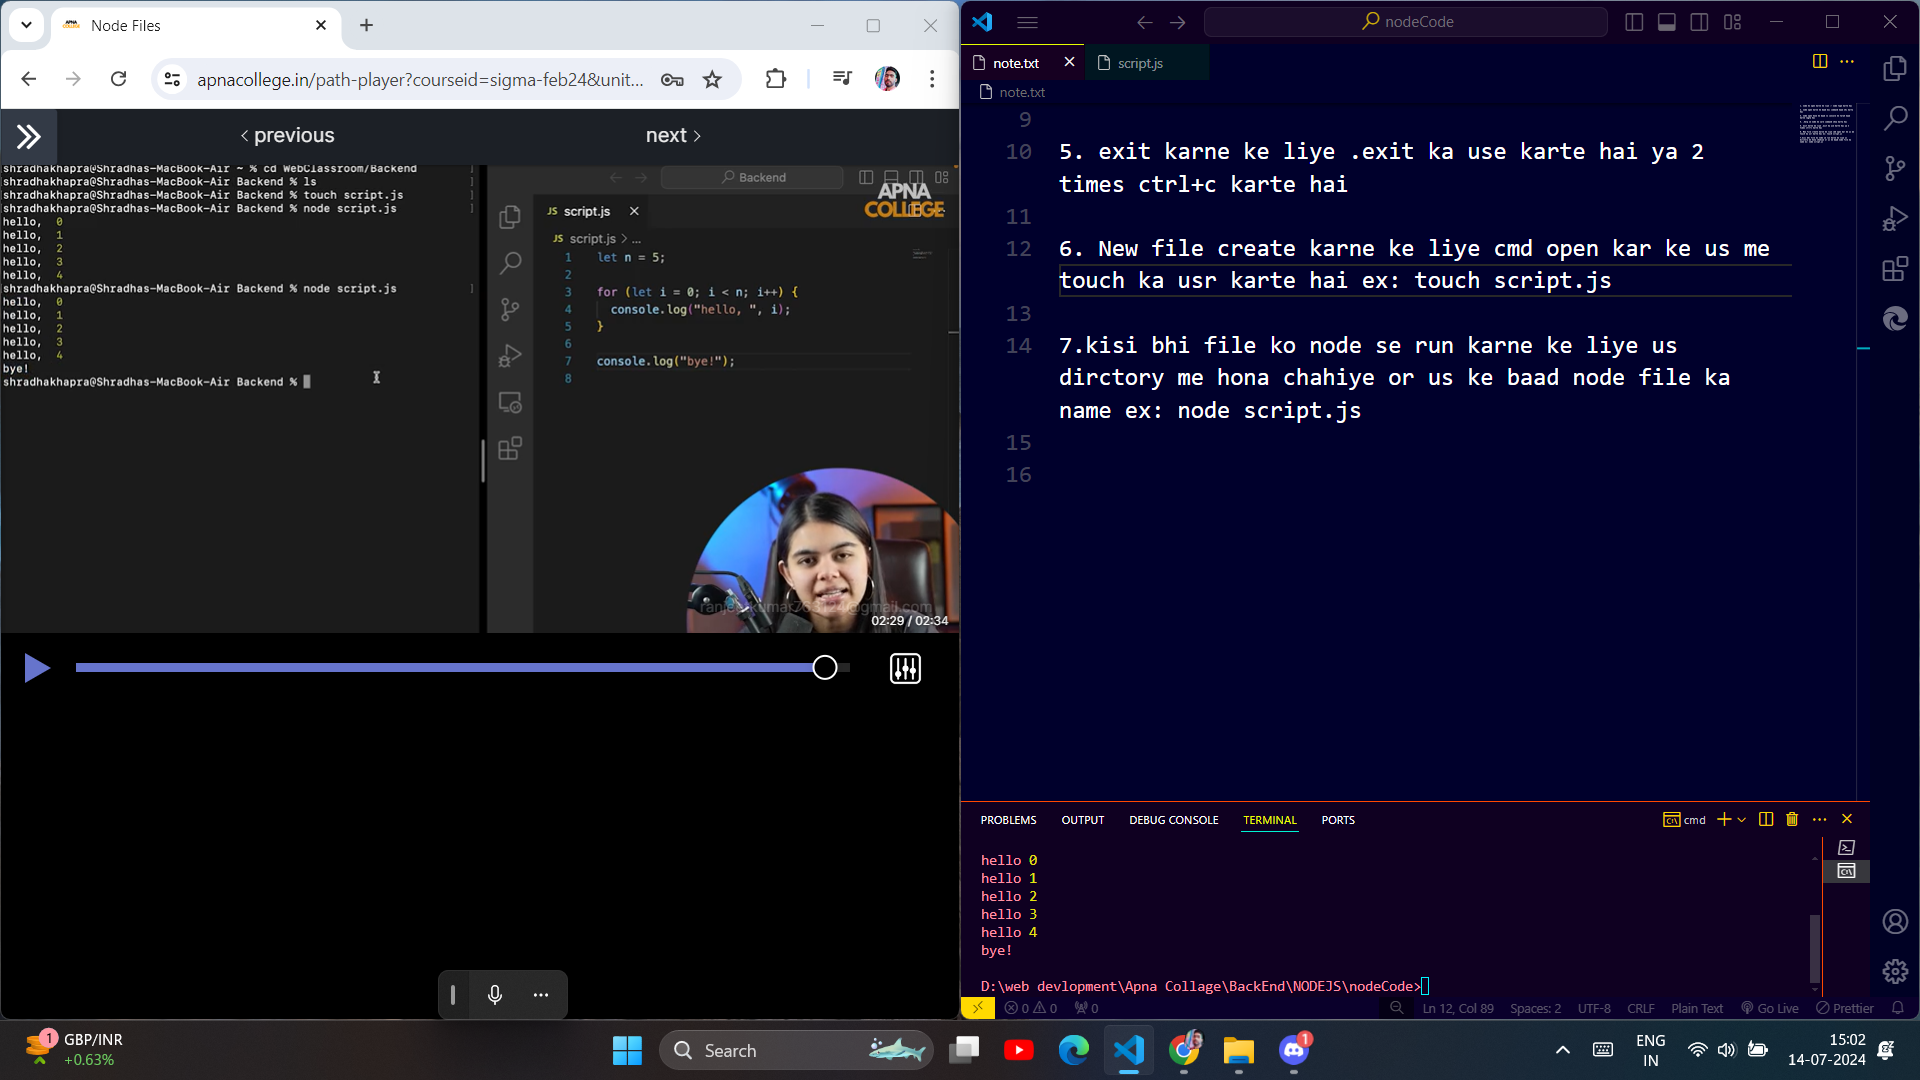 Node Files
apnacollege.in/path-player?courseid=sigma-feb24&unit...
previous
next
shradhakhapra@Shradhas-MacBook-Air ~ % cd WebClassroom/Backend
shradhakhapra@Shradhas-MacBook-Air Backend % ls
shradhakhapra@Shradhas-MacBook-Air Backend % touch script.js
shradhakhapra@Shradhas-MacBook-Air Backend % node script.js
hello, 0
hello, 1
hello, 2
hello, 3
hello, 4
shradhakhapra@Shradhas-MacBook-Air Backend % node script.js
hello, 0
hello, 1
hello, 2
hello, 3
hello, 4
bye!
shradhakhapra@Shradhas-MacBook-Air Backend %
Backend
APNA
COLLEGE
JS script.js
JS script.js > ...
1 let n = 5;
2
3 for (let i = 0; i < n; i++) {
4 console.log("hello, ", i);
5 }
6
7 console.log("bye!");
8
02:29 / 02:34
nodeCode
note.txt
script.js
note.txt
9
10 5. exit karne ke liye .exit ka use karte hai ya 2
times ctrl+c karte hai
11
12 6. New file create karne ke liye cmd open kar ke us me
touch ka usr karte hai ex: touch script.js
13
14 7.kisi bhi file ko node se run karne ke liye us
dirctory me hona chahiye or us ke baad node file ka
name ex: node script.js
15
16
PROBLEMS OUTPUT DEBUG CONSOLE TERMINAL PORTS
cmd
hello 0
hello 1
hello 2
hello 3
hello 4
bye!
D:\web devlopment\Apna Collage\BackEnd\NODEJS\nodeCode>
0 0 0
Ln 12, Col 89 Spaces: 2 UTF-8 CRLF Plain Text Go Live Prettier
1
GBP/INR
+0.63%
Search
1
ENG
IN
15:02
14-07-2024